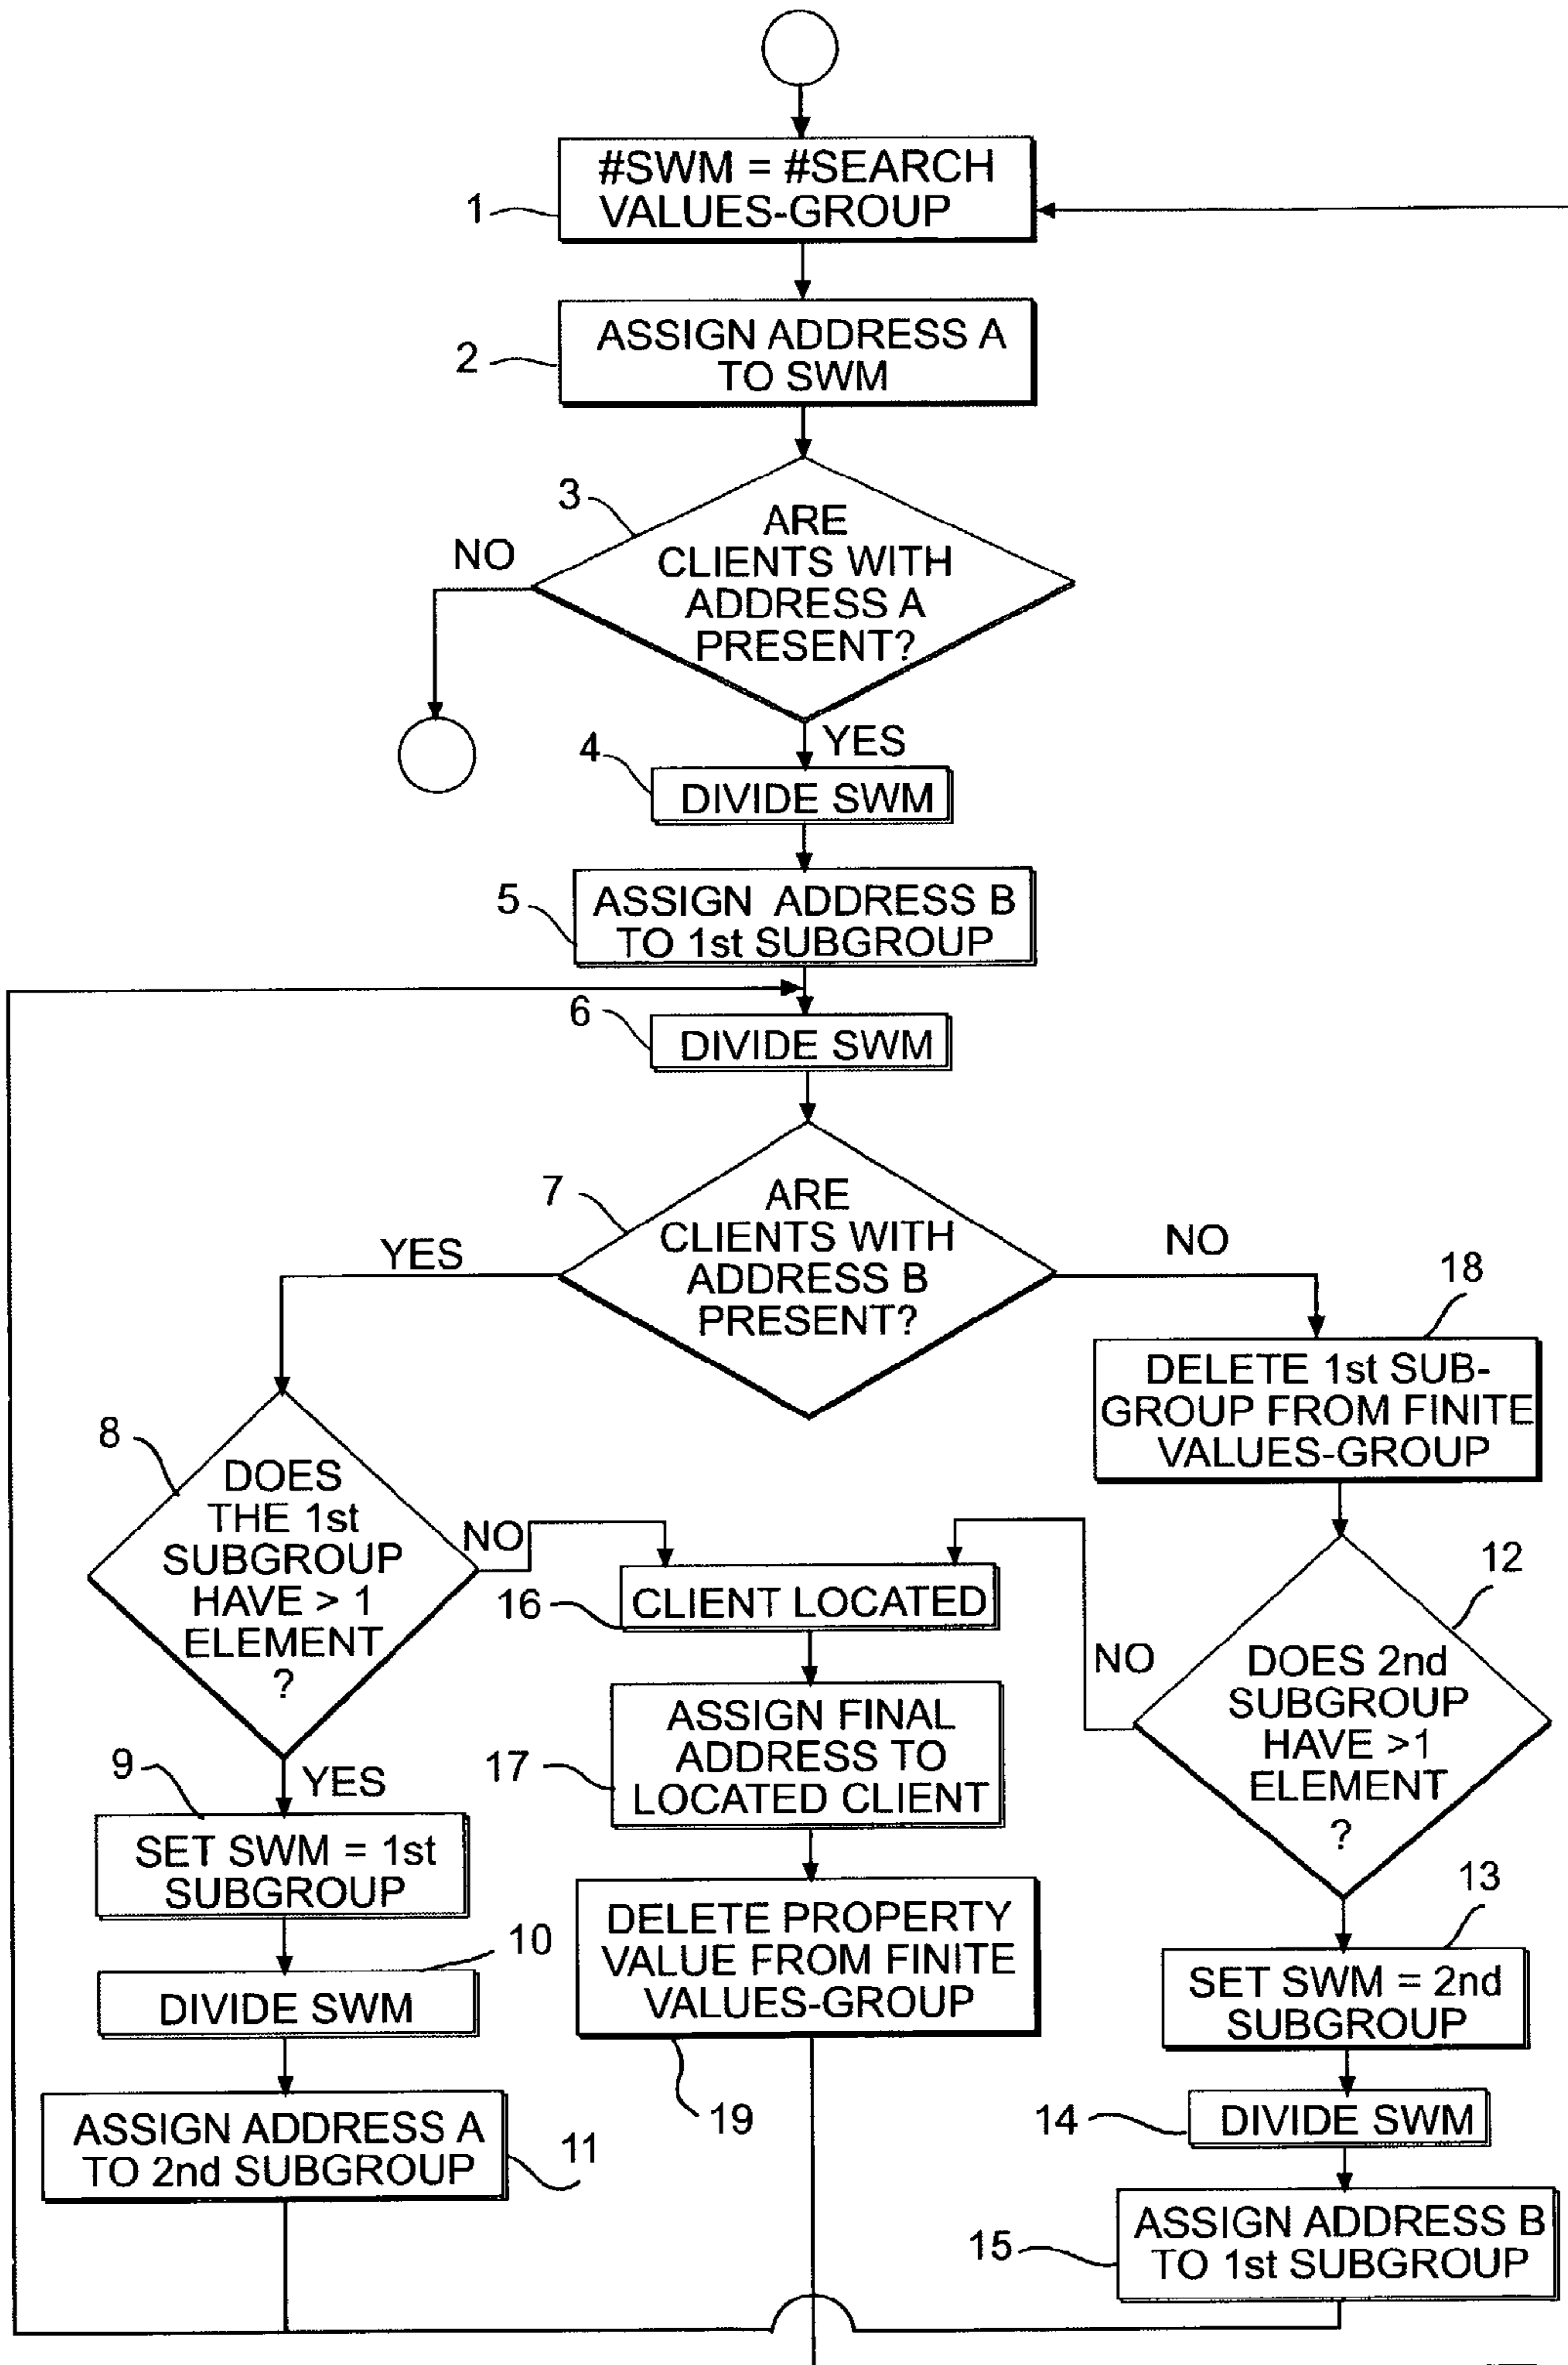 #SWM = #SEARCH
VALUES-GROUP
1
ASSIGN ADDRESS A
TO SWM
2
3
ARE
CLIENTS WITH
ADDRESS A
PRESENT?
NO
YES
4
DIVIDE SWM
5
ASSIGN ADDRESS B
TO 1st SUBGROUP
6
DIVIDE SWM
7
ARE
CLIENTS WITH
ADDRESS B
PRESENT?
YES
NO
18
DELETE 1st SUB-
GROUP FROM FINITE
VALUES-GROUP
8
DOES
THE 1st
SUBGROUP
HAVE > 1
ELEMENT
?
NO
16
CLIENT LOCATED
12
NO
DOES 2nd
SUBGROUP
HAVE >1
ELEMENT
?
17
ASSIGN FINAL
ADDRESS TO
LOCATED CLIENT
9
YES
SET SWM = 1st
SUBGROUP
DELETE PROPERTY
VALUE FROM FINITE
VALUES-GROUP
13
SET SWM = 2nd
SUBGROUP
10
DIVIDE SWM
19
14
DIVIDE SWM
ASSIGN ADDRESS A
TO 2nd SUBGROUP
11
15
ASSIGN ADDRESS B
TO 1st SUBGROUP